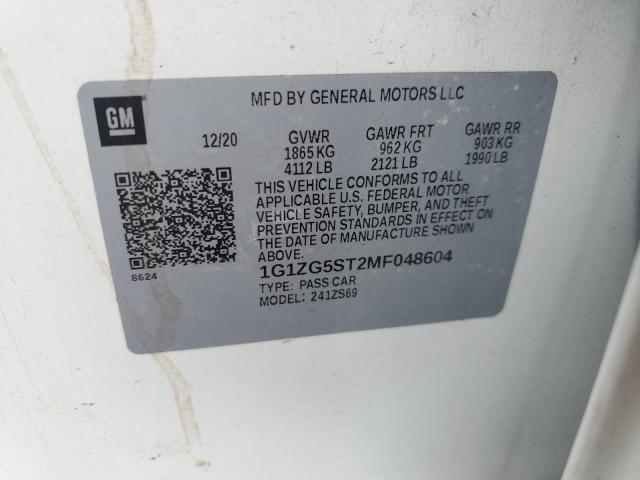 GM
MFD BY GENERAL MOTORS LLC
12/20 GVWR GAWR FRT GAWR RR
1865 KG 962 KG 903 KG
4112 LB 2121 LB 1990 LB
THIS VEHICLE CONFORMS TO ALL
APPLICABLE U.S. FEDERAL MOTOR
VEHICLE SAFETY, BUMPER, AND THEFT
PREVENTION STANDARDS IN EFFECT ON
THE DATE OF MANUFACTURE SHOWN
ABOVE.
8624
1G1ZG5ST2MF048604
TYPE: PASS CAR
MODEL: 241ZS69